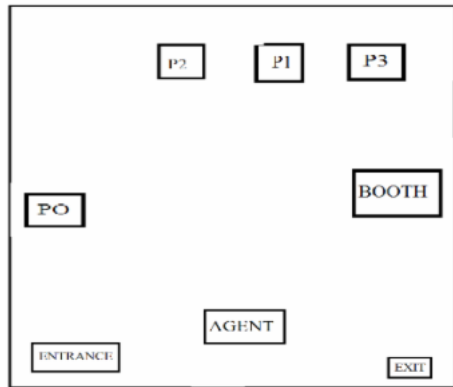 P2
P1
P3
BOOTH
PO
AGENT
ENTRANCE
EXIT